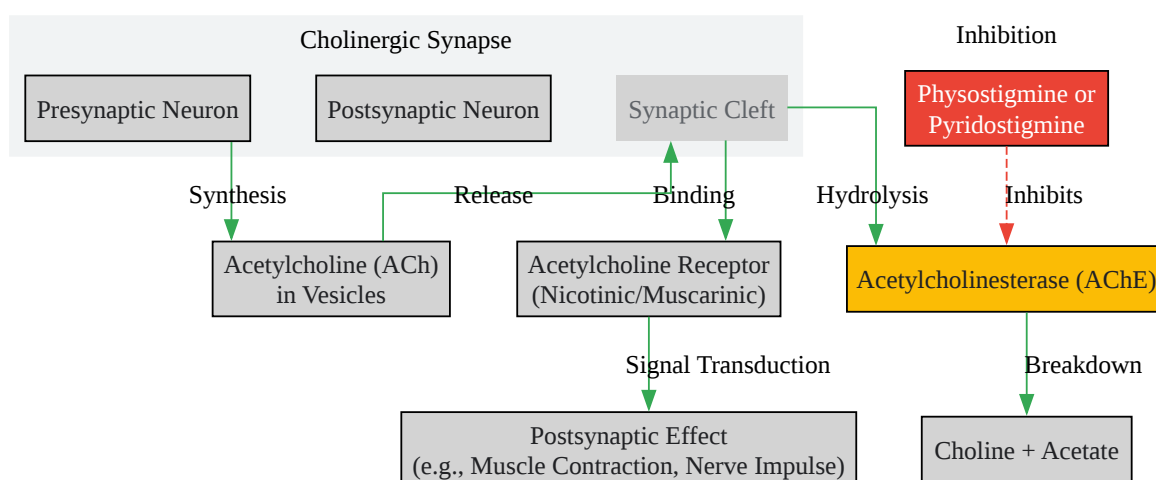 Cholinergic Synapse
Inhibition
Presynaptic Neuron
Postsynaptic Neuron
Synaptic Cleft
Physostigmine or
Pyridostigmine
Synthesis
Release
Binding
Hydrolysis
Inhibits
Acetylcholine (ACh)
in Vesicles
Acetylcholine Receptor
(Nicotinic/Muscarinic)
Acetylcholinesterase (AChE)
Signal Transduction
Breakdown
Postsynaptic Effect
(e.g., Muscle Contraction, Nerve Impulse)
Choline + Acetate